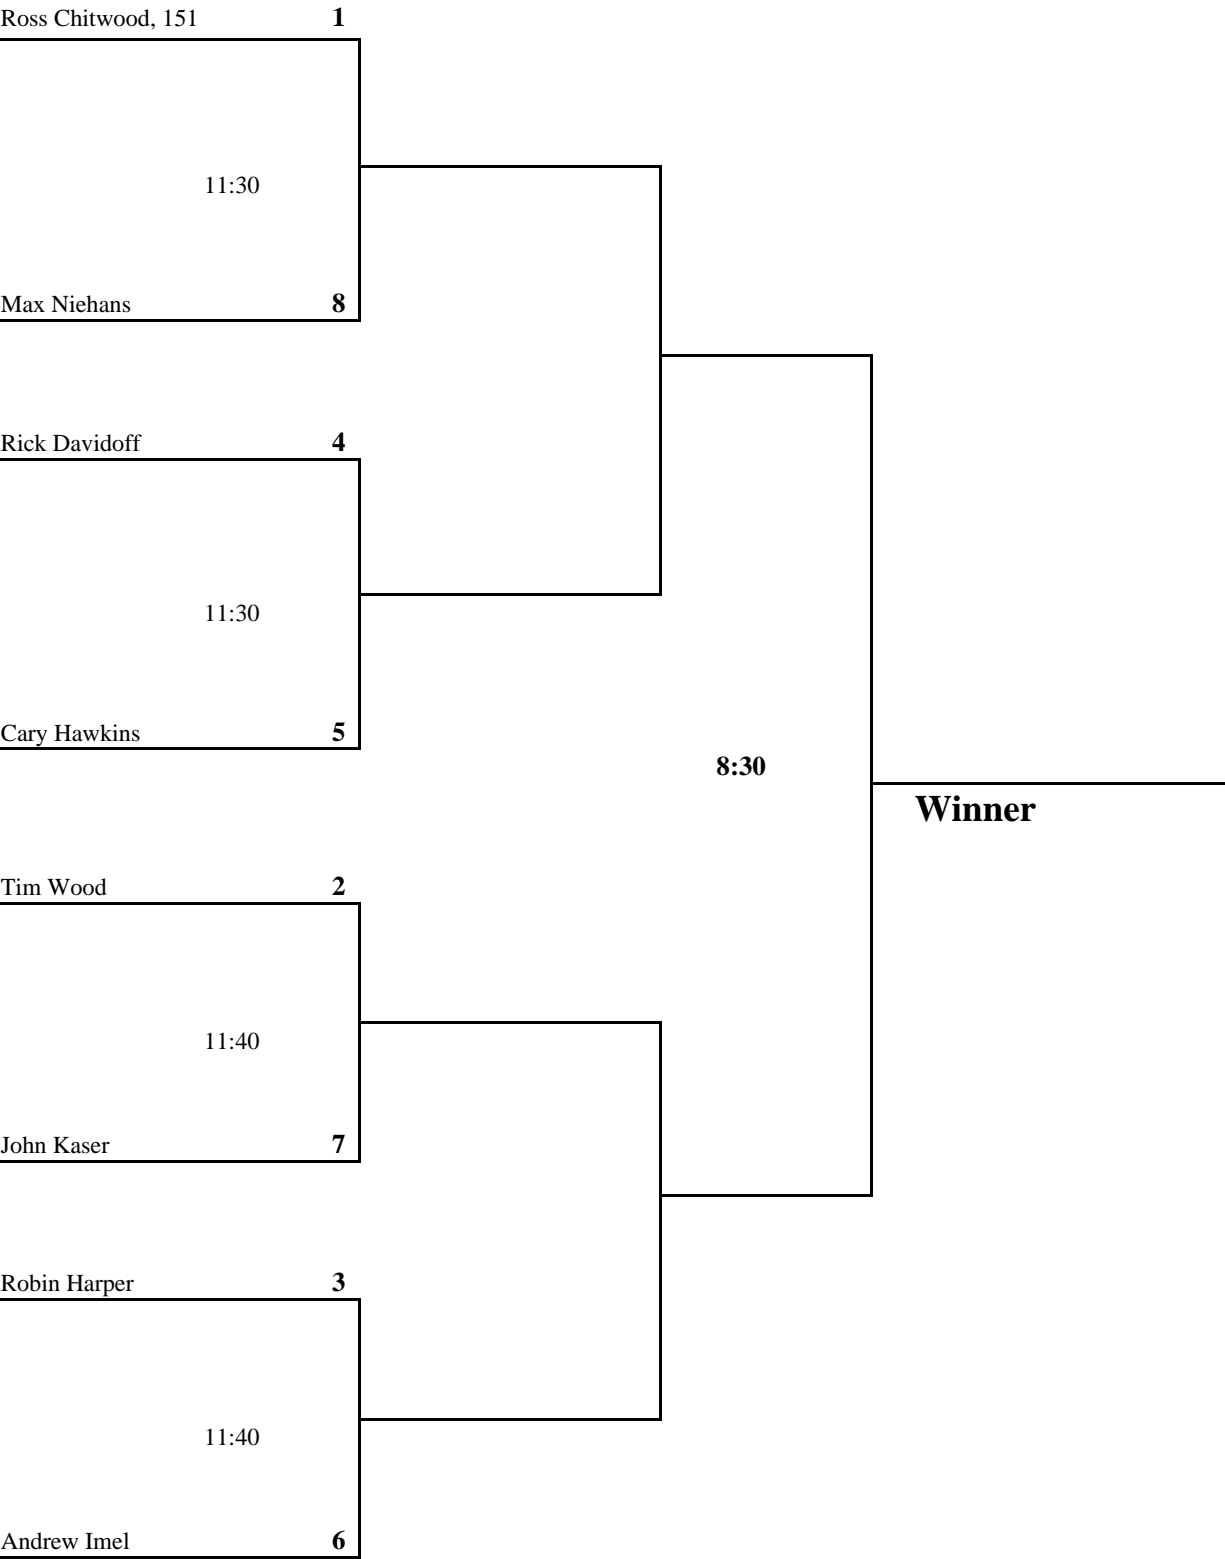 Ross Chitwood, 151 1
11:30
Max Niehans 8
Rick Davidoff 4
11:30
Cary Hawkins 5
8:30
Winner
Tim Wood 2
11:40
John Kaser 7
Robin Harper 3
11:40
Andrew Imel 6